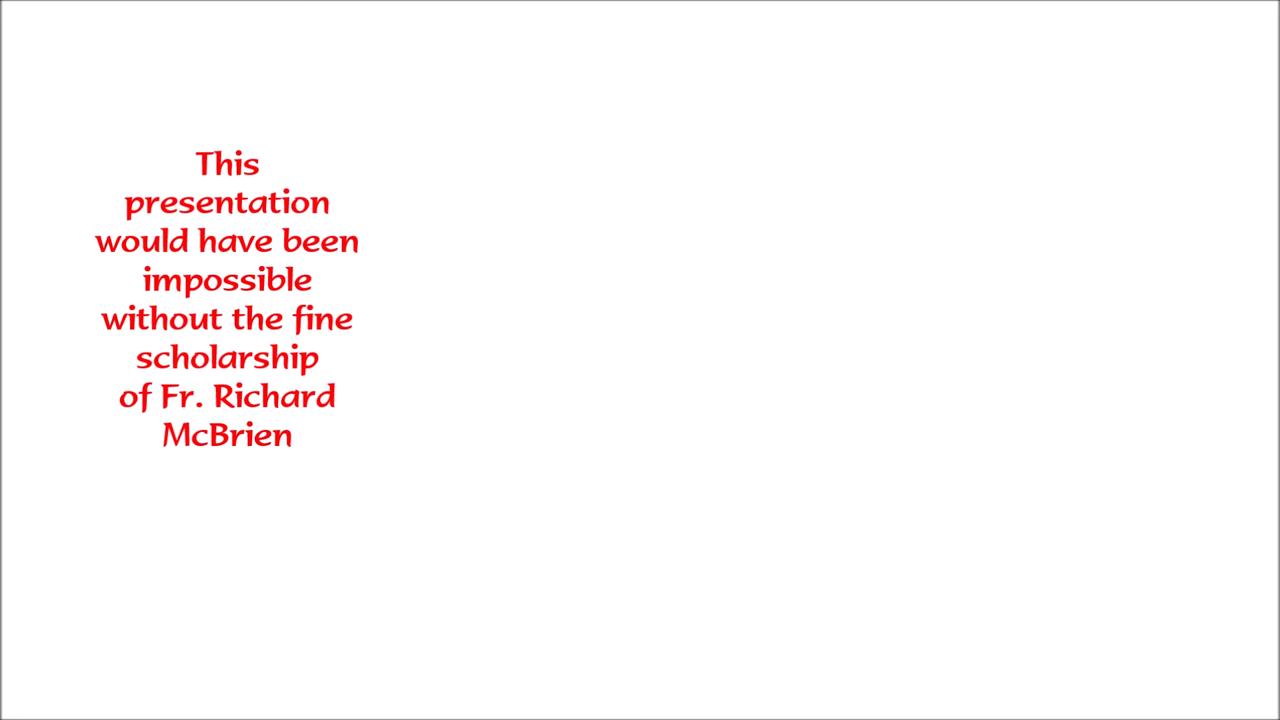 This
presentation
would have been
impossible
without the fine
scholarship
of Fr. Richard
McBrien